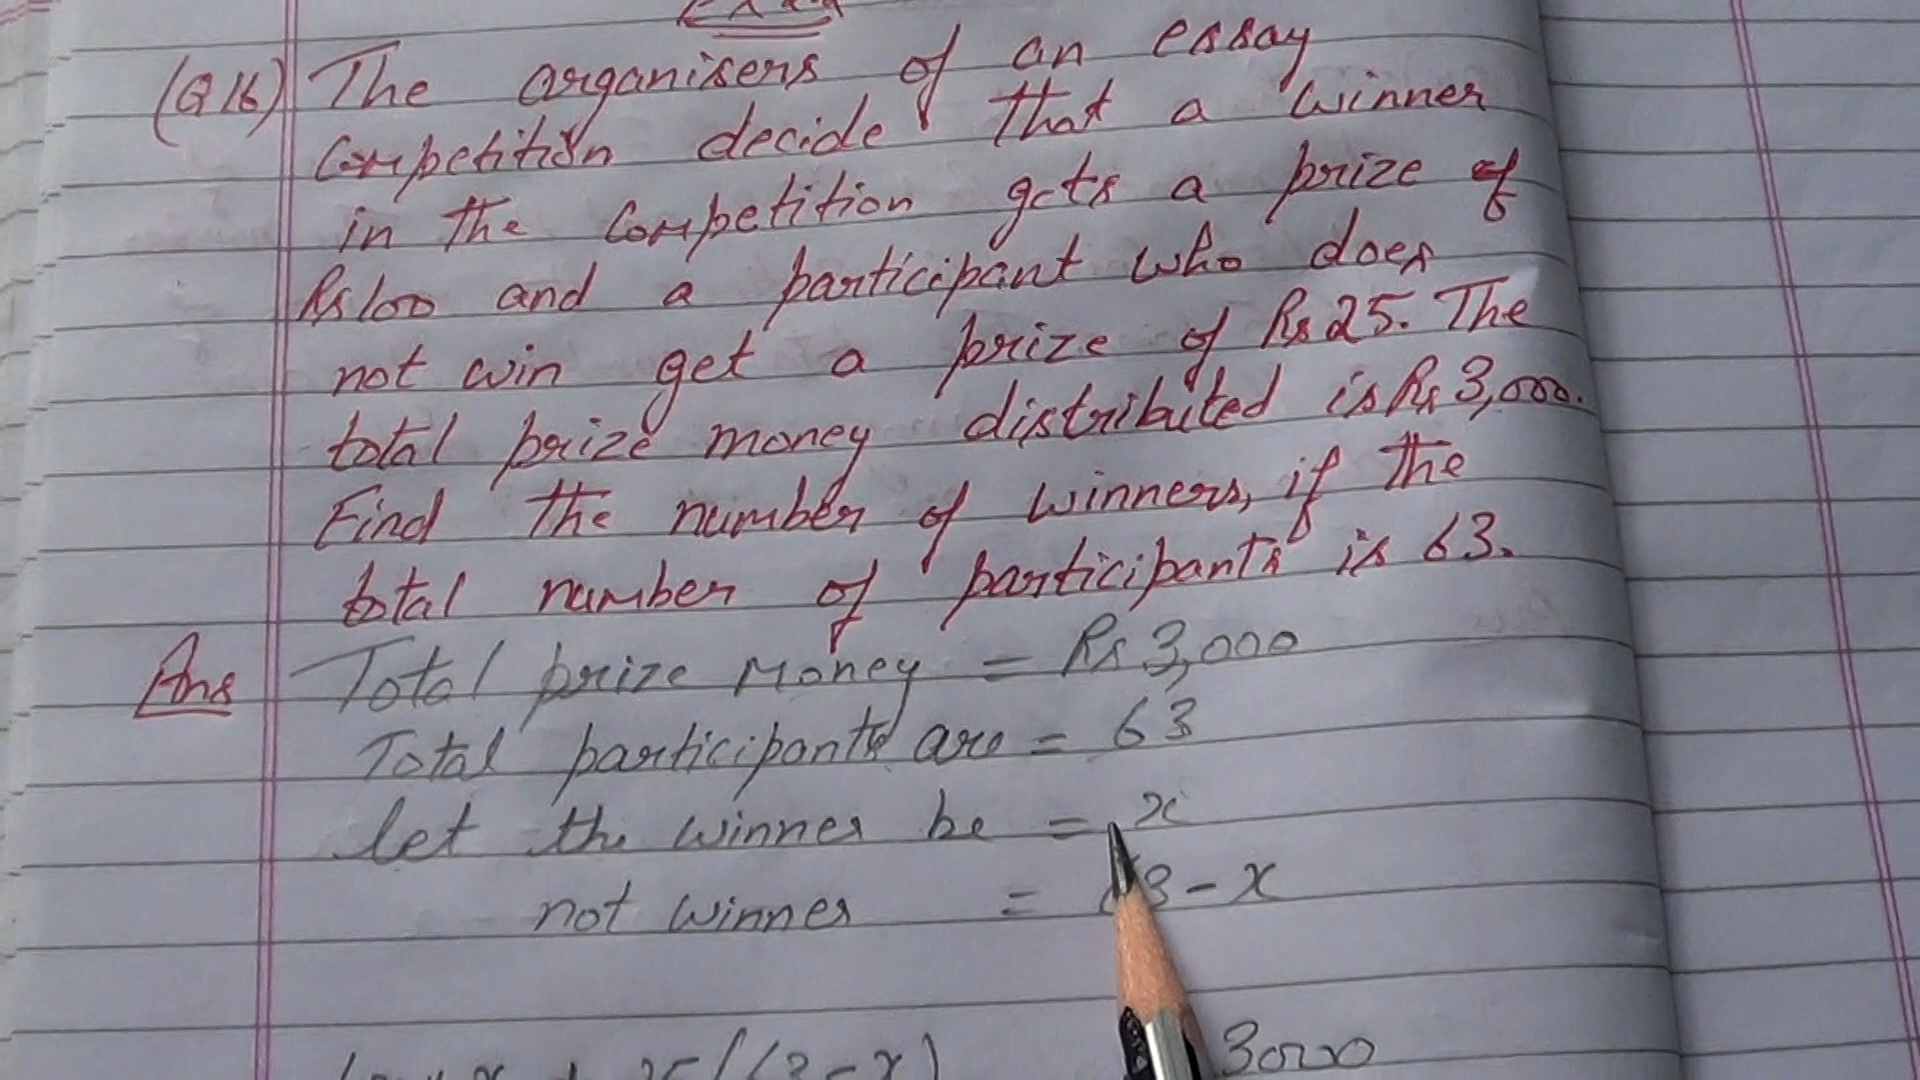 (Q16) The organisers of an essay
competition decide that a winner
in the competition gets a prize of
Rs100 and a participant who does
not win get a prize of Rs 25. The
total prize money distributed is Rs 3,000.
Find the number of winners, if the
total number of participants is 63.
Ans Total prize Money = Rs 3,000
Total participants are = 63
let the winner be = x
not winner = 63 - x
3000